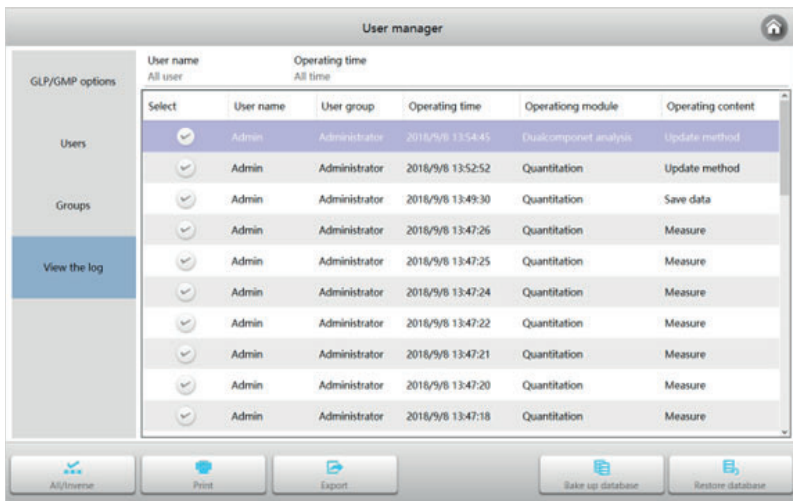 User manager
User name Operating time
All user All time
GLP/GMP options
Users
Groups
View the log
Select User name User group Operating time Operationg module Operating content
Admin Administrator 2018/9/8 13:54:45 Dualcomponet analysis Update method
Admin Administrator 2018/9/8 13:52:52 Quantitation Update method
Admin Administrator 2018/9/8 13:49:30 Quantitation Save data
Admin Administrator 2018/9/8 13:47:26 Quantitation Measure
Admin Administrator 2018/9/8 13:47:25 Quantitation Measure
Admin Administrator 2018/9/8 13:47:24 Quantitation Measure
Admin Administrator 2018/9/8 13:47:22 Quantitation Measure
Admin Administrator 2018/9/8 13:47:21 Quantitation Measure
Admin Administrator 2018/9/8 13:47:20 Quantitation Measure
Admin Administrator 2018/9/8 13:47:18 Quantitation Measure
All/Inverse Print Export Bake up database Restore database